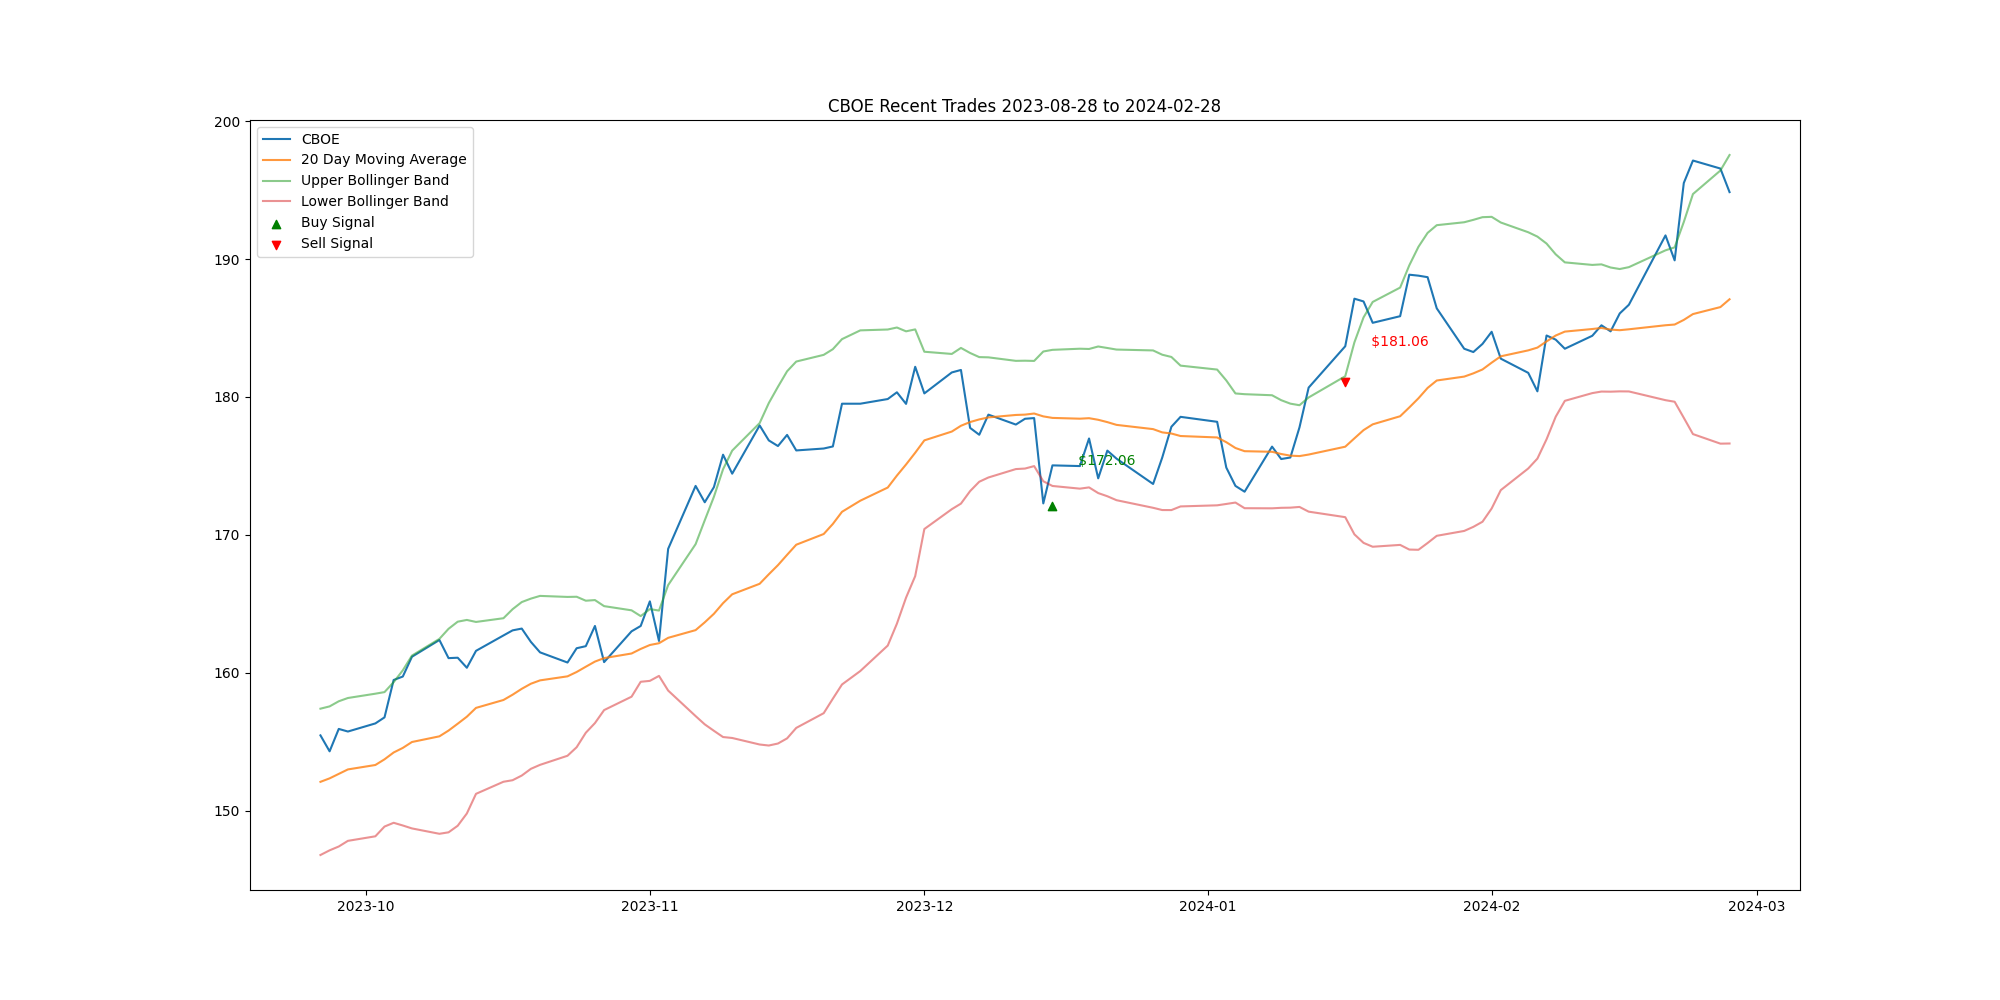 CBOE Recent Trades 2023-08-28 to 2024-02-28
CBOE
20 Day Moving Average
Upper Bollinger Band
Lower Bollinger Band
Buy Signal
Sell Signal
200
190
180
170
160
150
$181.06
$172.06
2023-10
2023-11
2023-12
2024-01
2024-02
2024-03